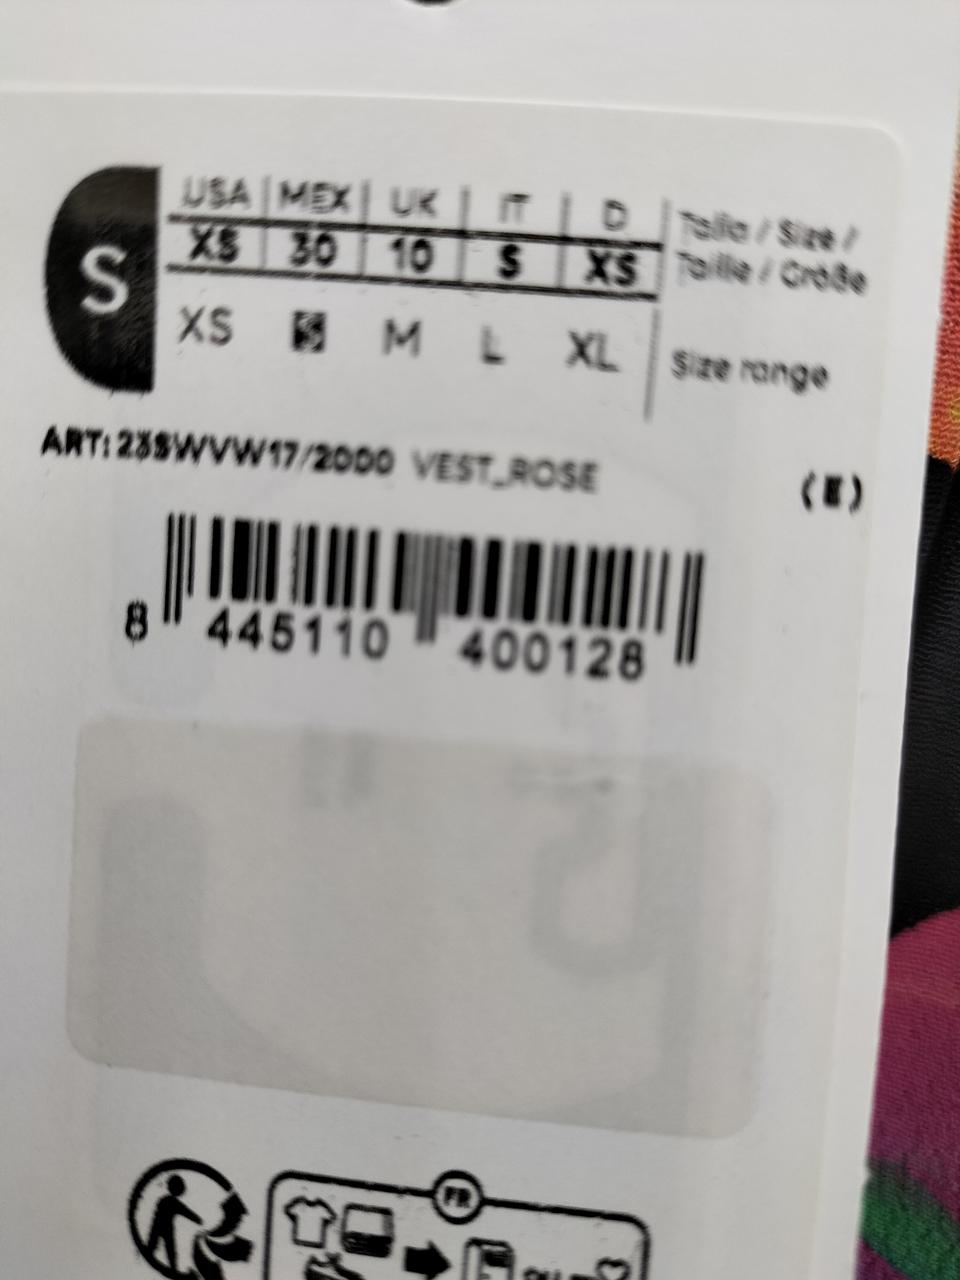 USA MEX UK IT D Talla / Size /
XS 30 10 S XS Taille / Größe
S
XS S M L XL Size range
ART: 23SWVW17/2000 VEST_ROSE
(E)
8 445110 400128
FR